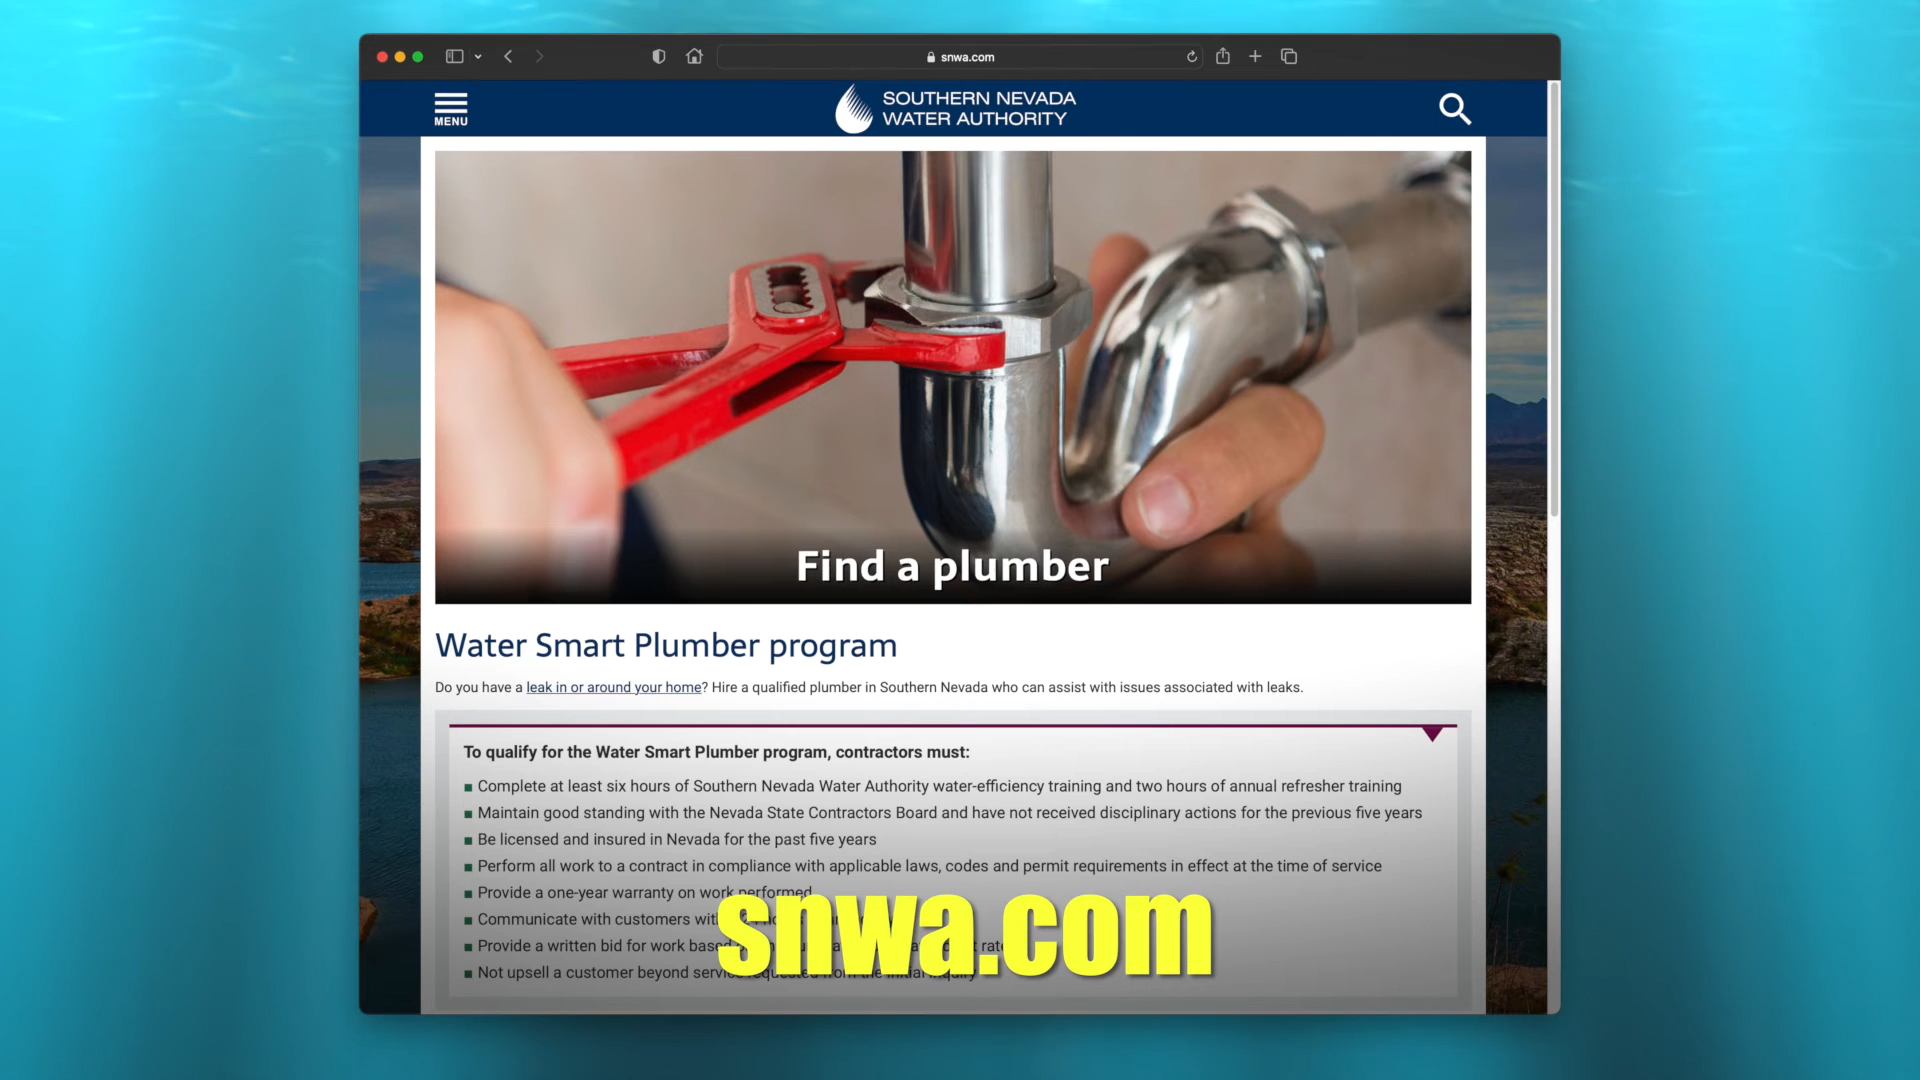 snwa.com
MENU
SOUTHERN NEVADA
WATER AUTHORITY
Find a plumber
Water Smart Plumber program
Do you have a leak in or around your home? Hire a qualified plumber in Southern Nevada who can assist with issues associated with leaks.
To qualify for the Water Smart Plumber program, contractors must:
Complete at least six hours of Southern Nevada Water Authority water-efficiency training and two hours of annual refresher training
Maintain good standing with the Nevada State Contractors Board and have not received disciplinary actions for the previous five years
Be licensed and insured in Nevada for the past five years
Perform all work to a contract in compliance with applicable laws, codes and permit requirements in effect at the time of service
Provide a one-year warranty on work performed
Communicate with customers
Provide a written bid for work based
Not upsell a customer beyond service requested from the initial inquiry
snwa.com